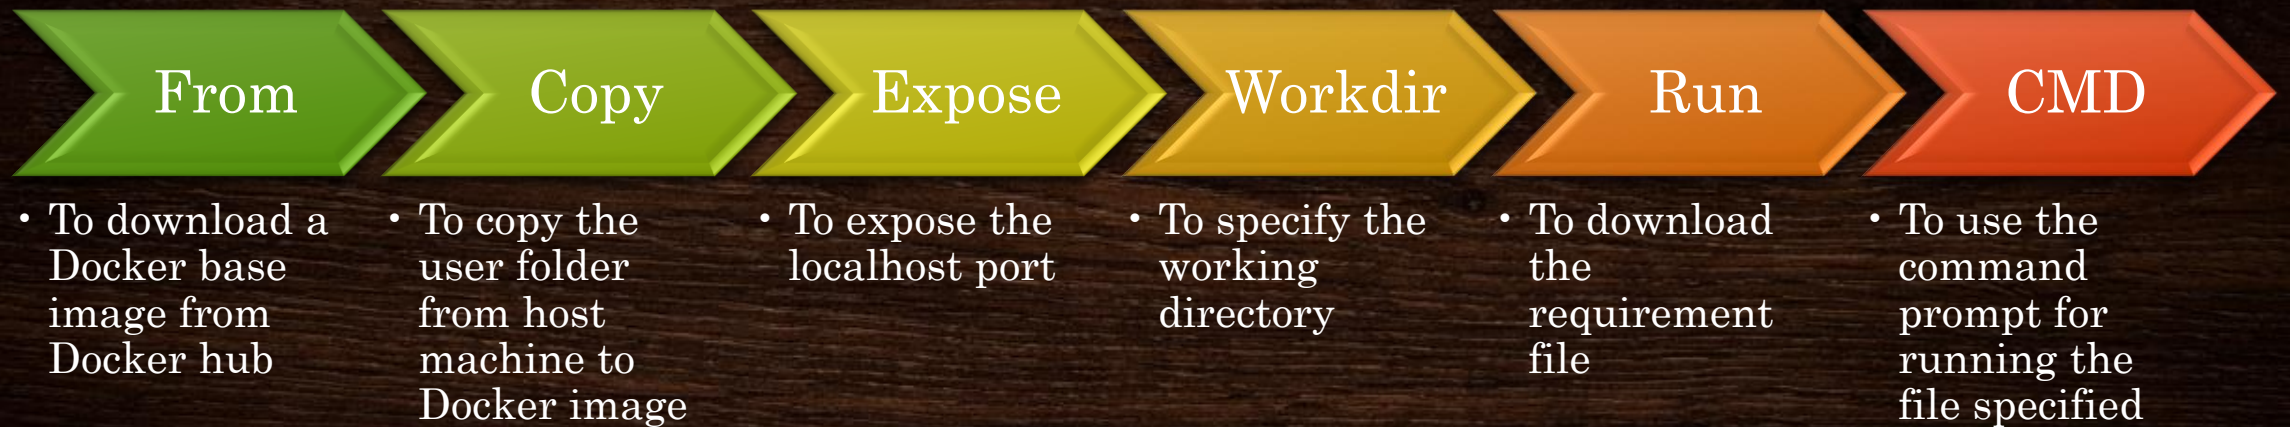 From
Copy
Expose
Workdir
Run
CMD
• To download a
Docker base
image from
Docker hub
• To copy the
user folder
from host
machine to
Docker image
• To expose the
localhost port
• To specify the
working
directory
• To download
the
requirement
file
• To use the
command
prompt for
running the
file specified